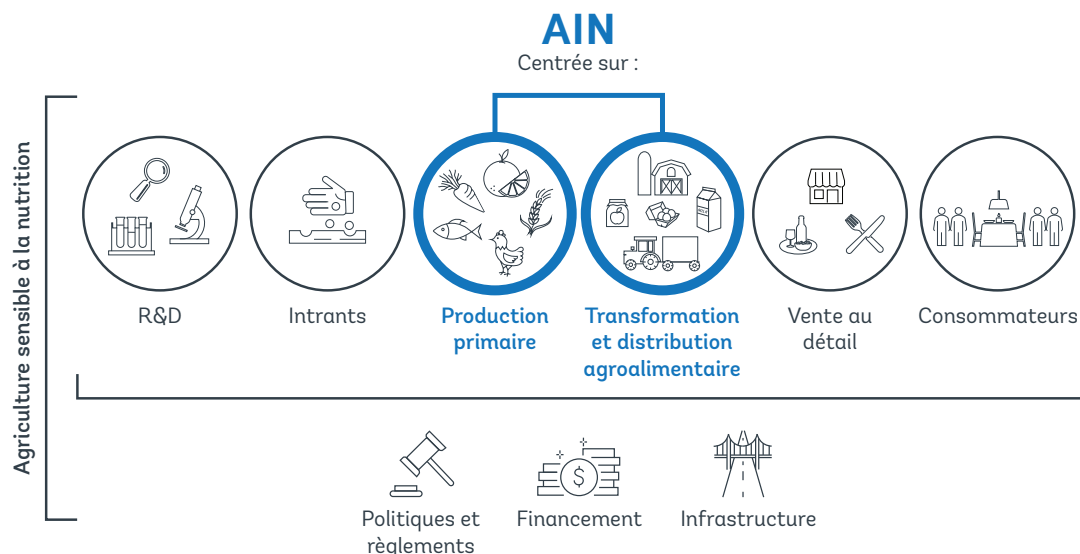 AIN
Centrée sur :
Agriculture sensible à la nutrition
R&D
Intrants
Production
primaire
Transformation
et distribution
agroalimentaire
Vente au
détail
Consommateurs
$
Politiques et
règlements
Financement
Infrastructure